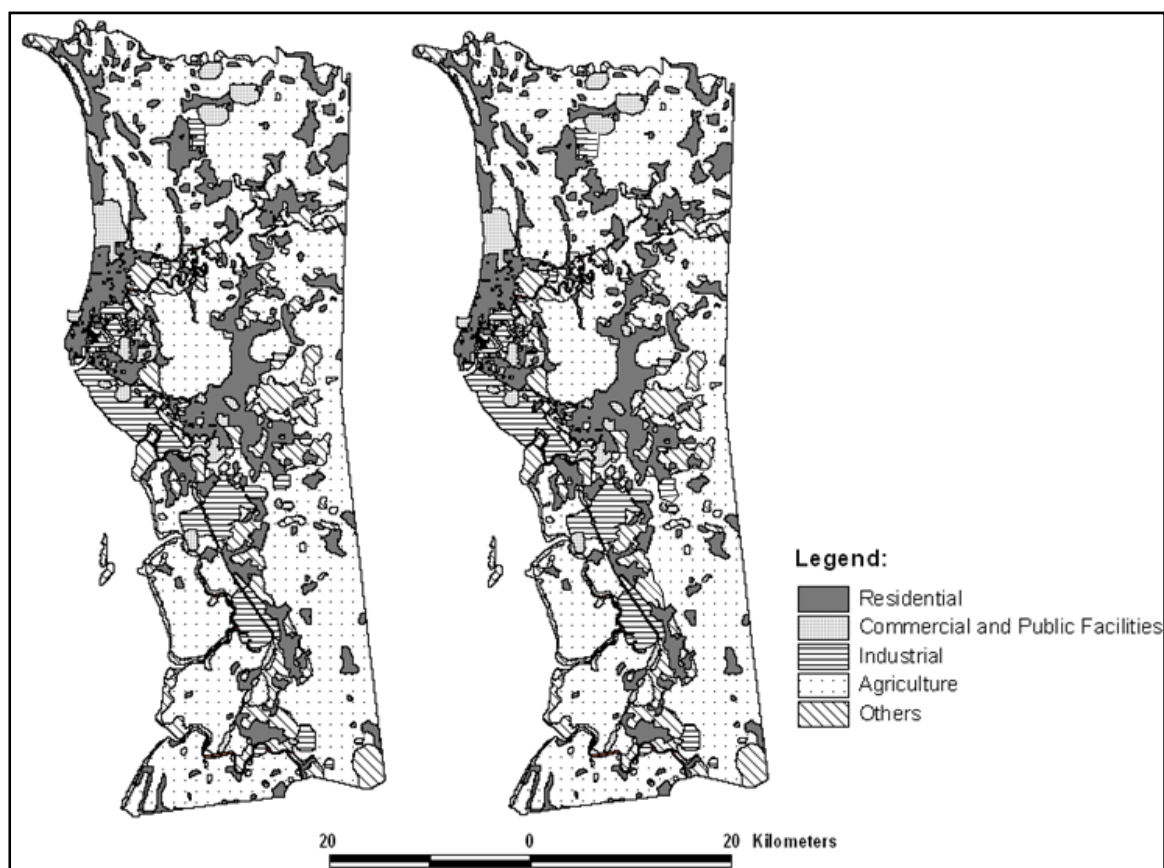 Legend:
Residential
Commercial and Public Facilities
Industrial
Agriculture
Others
20 0 20 Kilometers